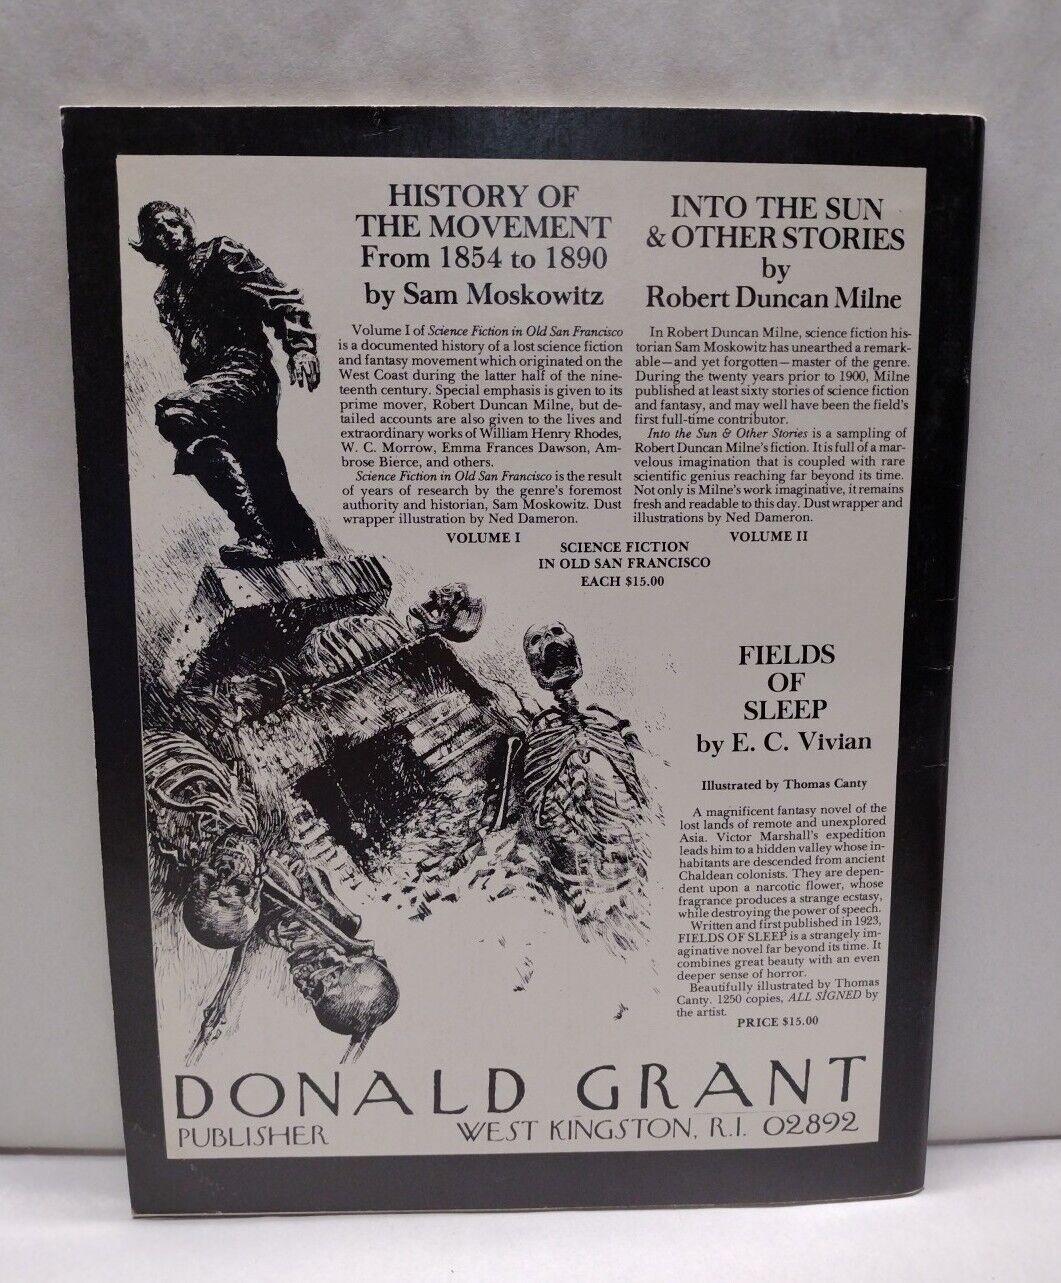 HISTORY OF
THE MOVEMENT
From 1854 to 1890
by Sam Moskowitz
Volume I of Science Fiction in Old San Francisco
is a documented history of a lost science fiction
and fantasy movement which originated on the
West Coast during the latter half of the nine-
teenth century. Special emphasis is given to its
prime mover, Robert Duncan Milne, but de-
tailed accounts are also given to the lives and
extraordinary works of William Henry Rhodes,
W. C. Morrow, Emma Frances Dawson, Am-
brose Bierce, and others.
Science Fiction in Old San Francisco is the result
of years of research by the genre's foremost
authority and historian, Sam Moskowitz. Dust
wrapper illustration by Ned Dameron.
VOLUME I
INTO THE SUN
& OTHER STORIES
by
Robert Duncan Milne
In Robert Duncan Milne, science fiction his-
torian Sam Moskowitz has unearthed a remark-
able—and yet forgotten—master of the genre.
During the twenty years prior to 1900, Milne
published at least sixty stories of science fiction
and fantasy, and may well have been the field's
first full-time contributor.
Into the Sun & Other Stories is a sampling of
Robert Duncan Milne's fiction. It is full of a mar-
velous imagination that is coupled with rare
scientific genius reaching far beyond its time.
Not only is Milne's work imaginative, it remains
fresh and readable to this day. Dust wrapper and
illustrations by Ned Dameron.
VOLUME II
SCIENCE FICTION
IN OLD SAN FRANCISCO
EACH $15.00
FIELDS
OF
SLEEP
by E. C. Vivian
Illustrated by Thomas Canty
A magnificent fantasy novel of the
lost lands of remote and unexplored
Asia. Victor Marshall's expedition
leads him to a hidden valley whose in-
habitants are descended from ancient
Chaldean colonists. They are depen-
dent upon a narcotic flower, whose
fragrance produces a strange ecstasy,
while destroying the power of speech.
Written and first published in 1923,
FIELDS OF SLEEP is a strangely im-
aginative novel far beyond its time. It
combines great beauty with an even
deeper sense of horror.
Beautifully illustrated by Thomas
Canty. 1250 copies, ALL SIGNED by
the artist.
PRICE $15.00
DONALD GRANT
PUBLISHER WEST KINGSTON, R.I. 02892